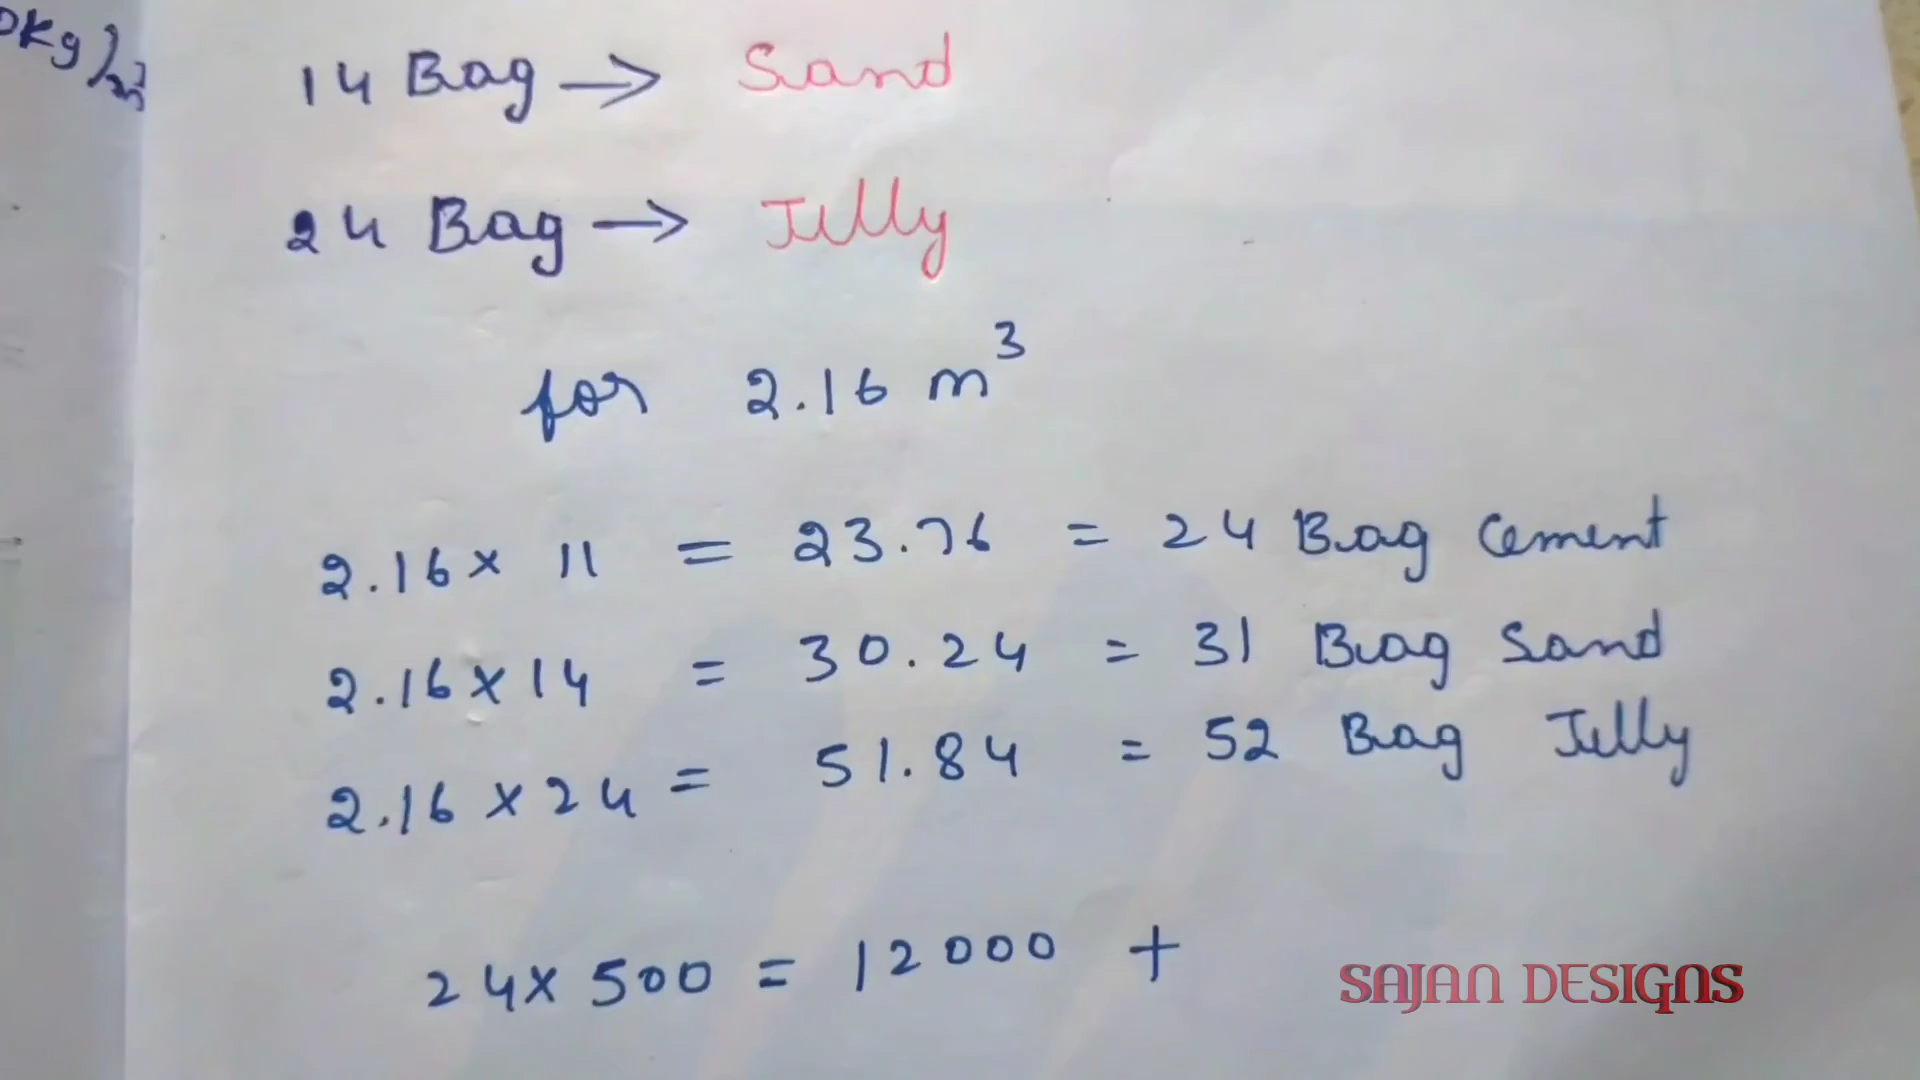 0kg/m³
14 Bag → Sand
24 Bag → Jelly
for 2.16 m³
2.16 x 11 = 23.76 = 24 Bag Cement
2.16 x 14 = 30.24 = 31 Bag Sand
2.16 x 24 = 51.84 = 52 Bag Jelly
24 x 500 = 12000 +
SAJAN DESIGNS